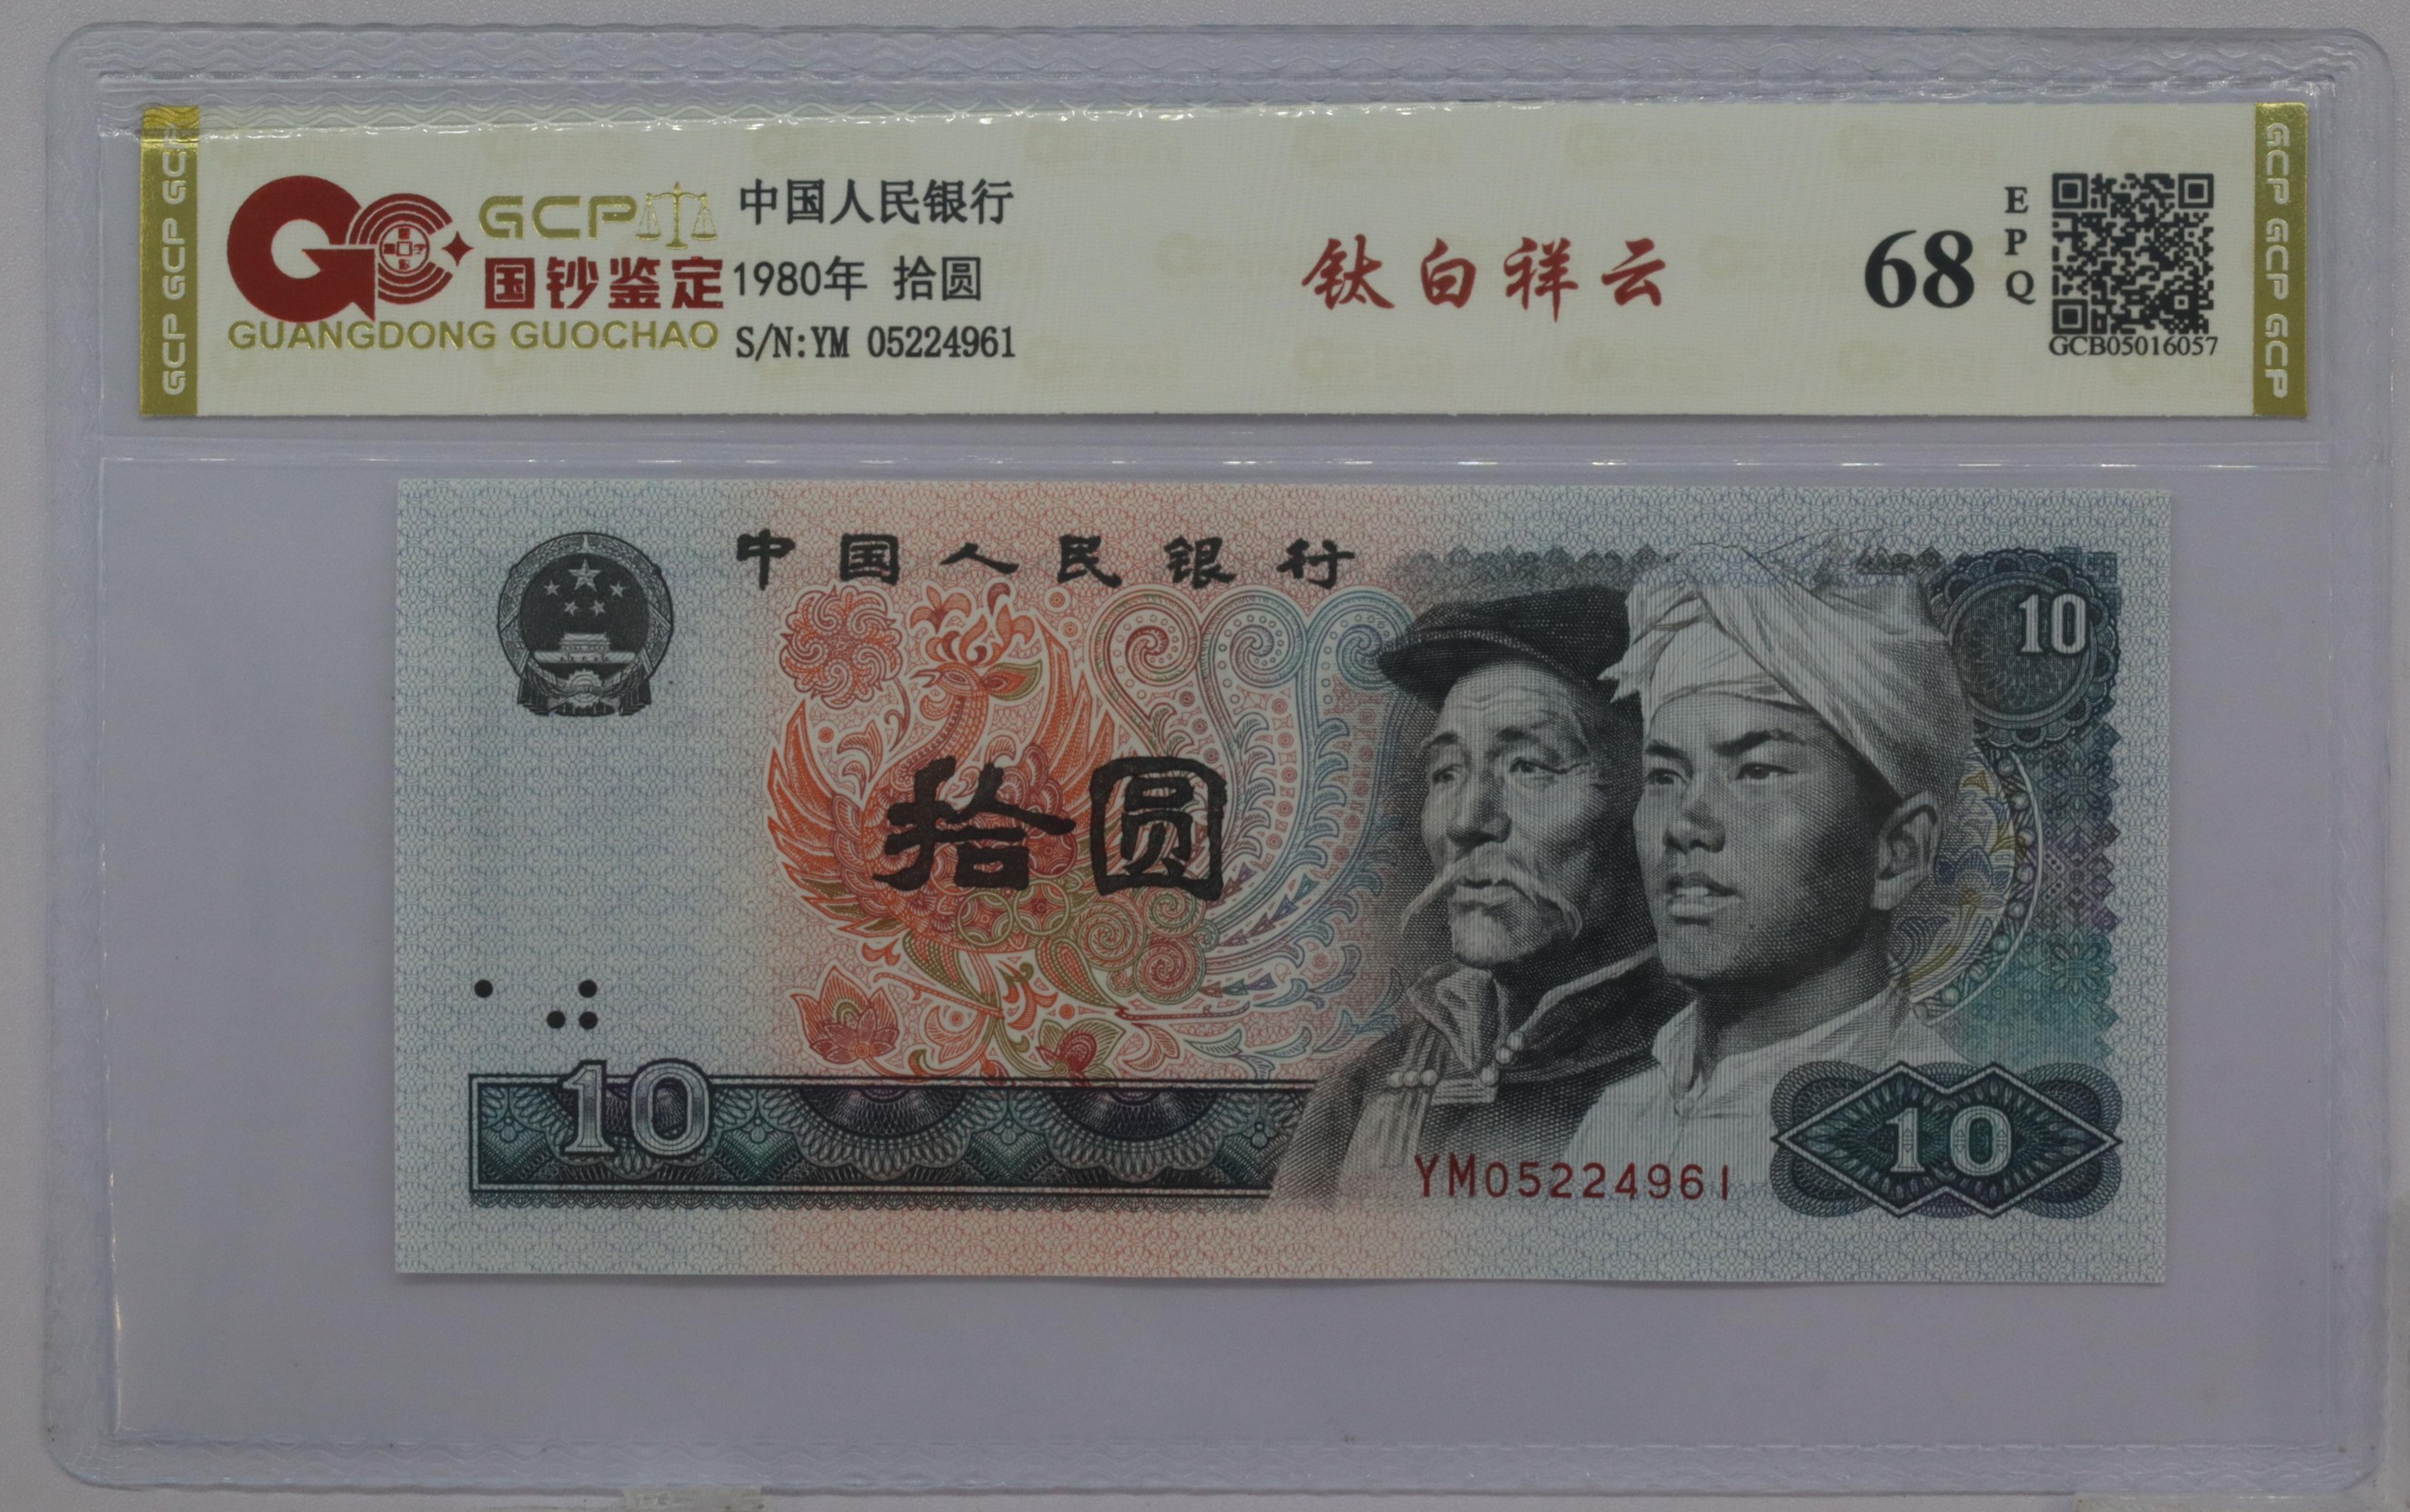 GCP GCP GCP
GCP
国钞鉴定
GUANGDONG GUOCHAO
中国人民银行
1980年 拾圆
S/N:YM 05224961
钛白祥云
68
EPQ
GCB05016057
GCP GCP GCP
中国人民银行
10
拾圆
10
YM05224961
10